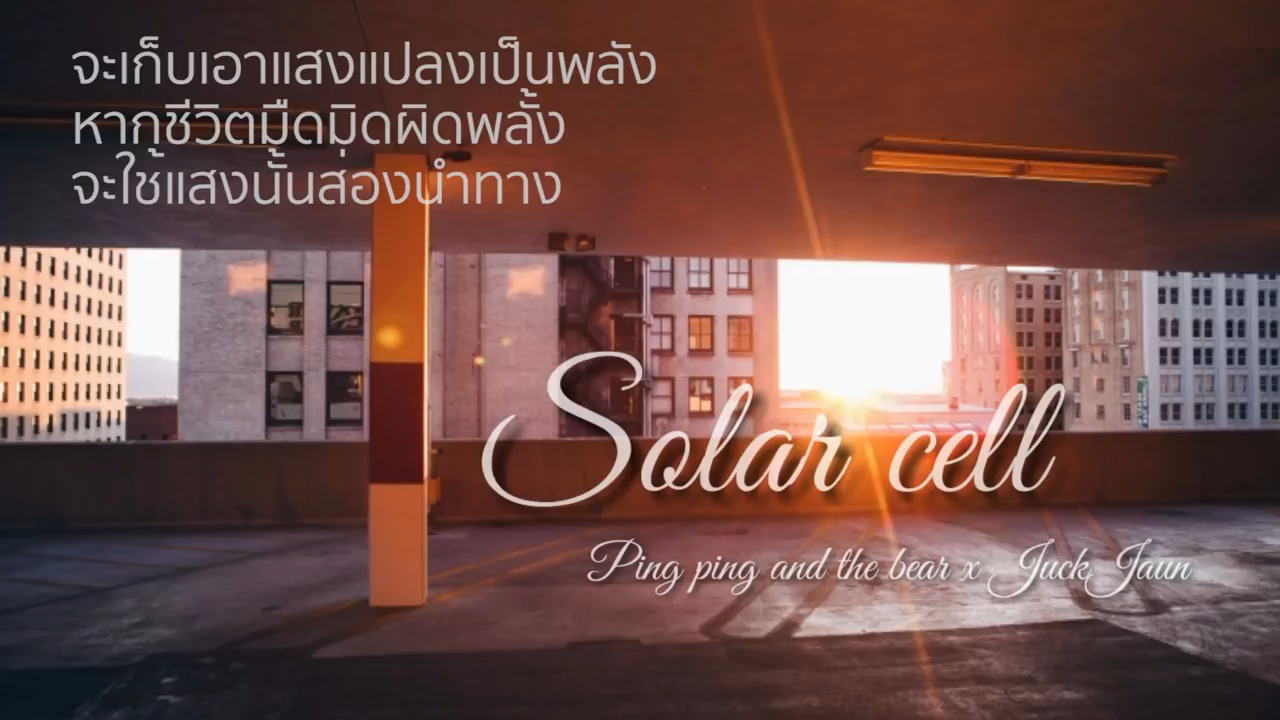 จะเก็บเอาแสงแปลงเป็นพลัง
หากชีวิตมืดมิดผิดพลั้ง
จะใช้แสงนั้นส่องนำทาง
Solar cell
Ping ping and the bear x Juck Jaun